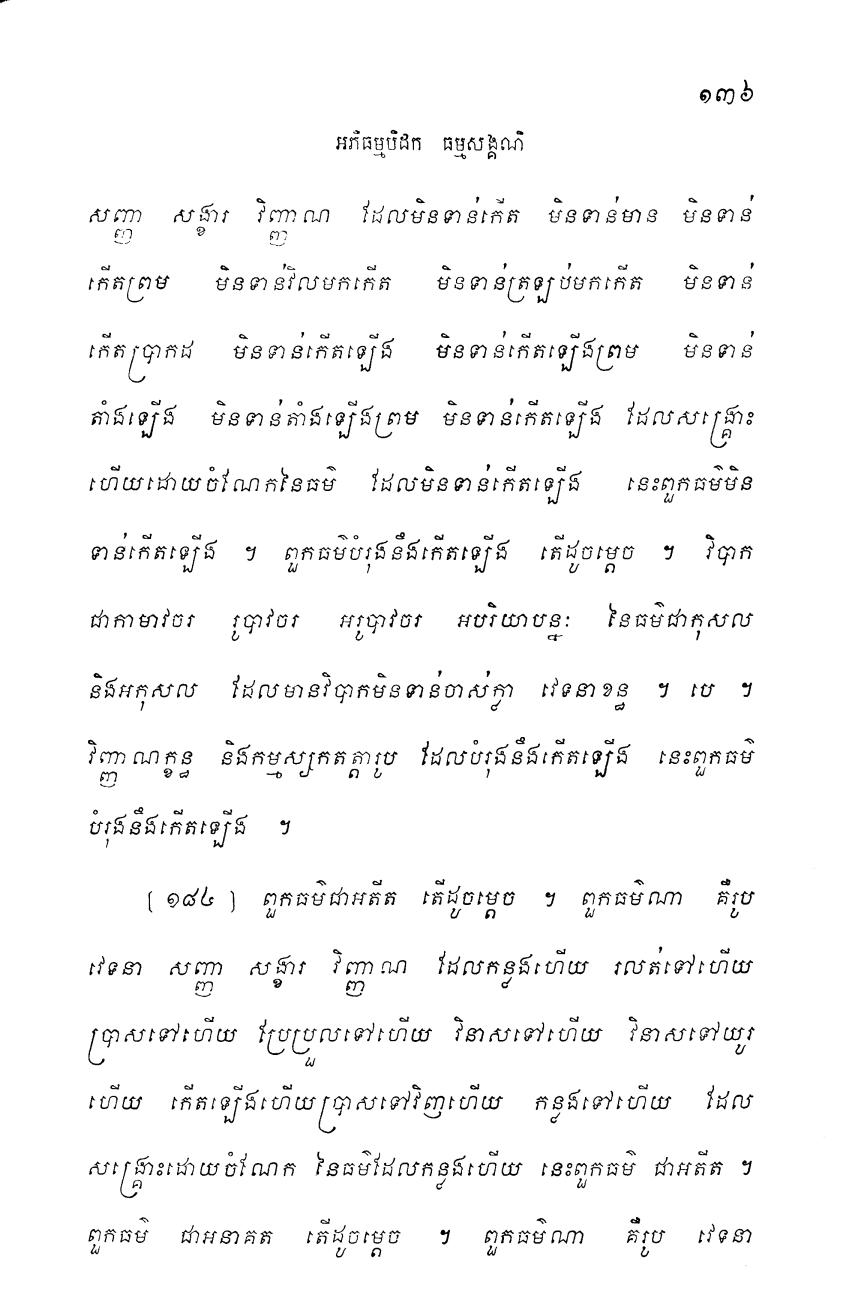 ១៣៦
អភិធម្មបិដក ធម្មសង្គណិ
សញ្ញា សង្ខារ វិញ្ញាណ ដែលមិនទាន់កើត មិនទាន់មាន មិនទាន់
កើតព្រម មិនទាន់វិលមកកើត មិនទាន់ត្រឡប់មកកើត មិនទាន់
កើតប្រាកដ មិនទាន់កើតឡើង មិនទាន់កើតឡើងព្រម មិនទាន់
តាំងឡើង មិនទាន់តាំងឡើងព្រម មិនទាន់កើតឡើង ដែលសង្គ្រោះ
ហើយដោយចំណែកនៃធម៌ ដែលមិនទាន់កើតឡើង នេះពួកធម៌មិន
ទាន់កើតឡើង ។ ពួកធម៌បំរុងនឹងកើតឡើង តើដូចម្តេច ។ វិបាក
ជាកាមាវចរ រូបាវចរ អរូបាវចរ អបរិយាបន្នៈ នៃធម៌ជាកុសល
និងអកុសល ដែលមានវិបាកមិនទាន់ចាស់ក្លា វេទនាខន្ធ ។ បេ ។
វិញ្ញាណក្ខន្ធ និងកម្មស្សកតត្តារូប ដែលបំរុងនឹងកើតឡើង នេះពួកធម៌
បំរុងនឹងកើតឡើង ។
[ ១៨៤ ] ពួកធម៌ជាអតីត តើដូចម្តេច ។ ពួកធម៌ណា គឺរូប
វេទនា សញ្ញា សង្ខារ វិញ្ញាណ ដែលកន្លងហើយ រលត់ទៅហើយ
ប្រាសទៅហើយ ប្រែប្រួលទៅហើយ វិនាសទៅហើយ វិនាសទៅយូរ
ហើយ កើតឡើងហើយប្រាសទៅវិញហើយ កន្លងទៅហើយ ដែល
សង្គ្រោះដោយចំណែក នៃធម៌ដែលកន្លងហើយ នេះពួកធម៌ ជាអតីត ។
ពួកធម៌ ជាអនាគត តើដូចម្តេច ។ ពួកធម៌ណា គឺរូប វេទនា